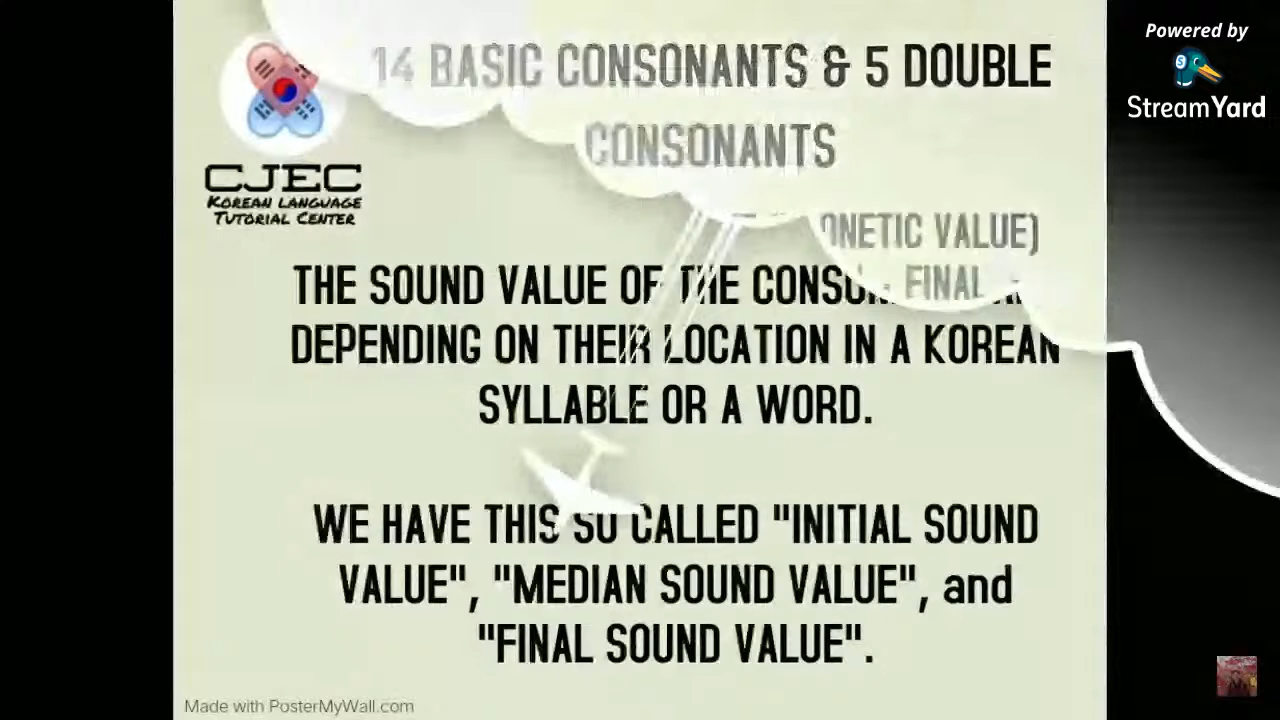 Powered by
StreamYard
14 BASIC CONSONANTS & 5 DOUBLE
CONSONANTS
VALUE)
THE SOUND VALUE OF THE FINAL
DEPENDING ON THEIR LOCATION IN A KOREAN
SYLLABLE OR A WORD.
WE HAVE THIS SO CALLED "INITIAL SOUND
VALUE", "MEDIAN SOUND VALUE", and
"FINAL SOUND VALUE".
CJEC
KOREAN LANGUAGE
TUTORIAL CENTER
Made with PosterMyWall.com